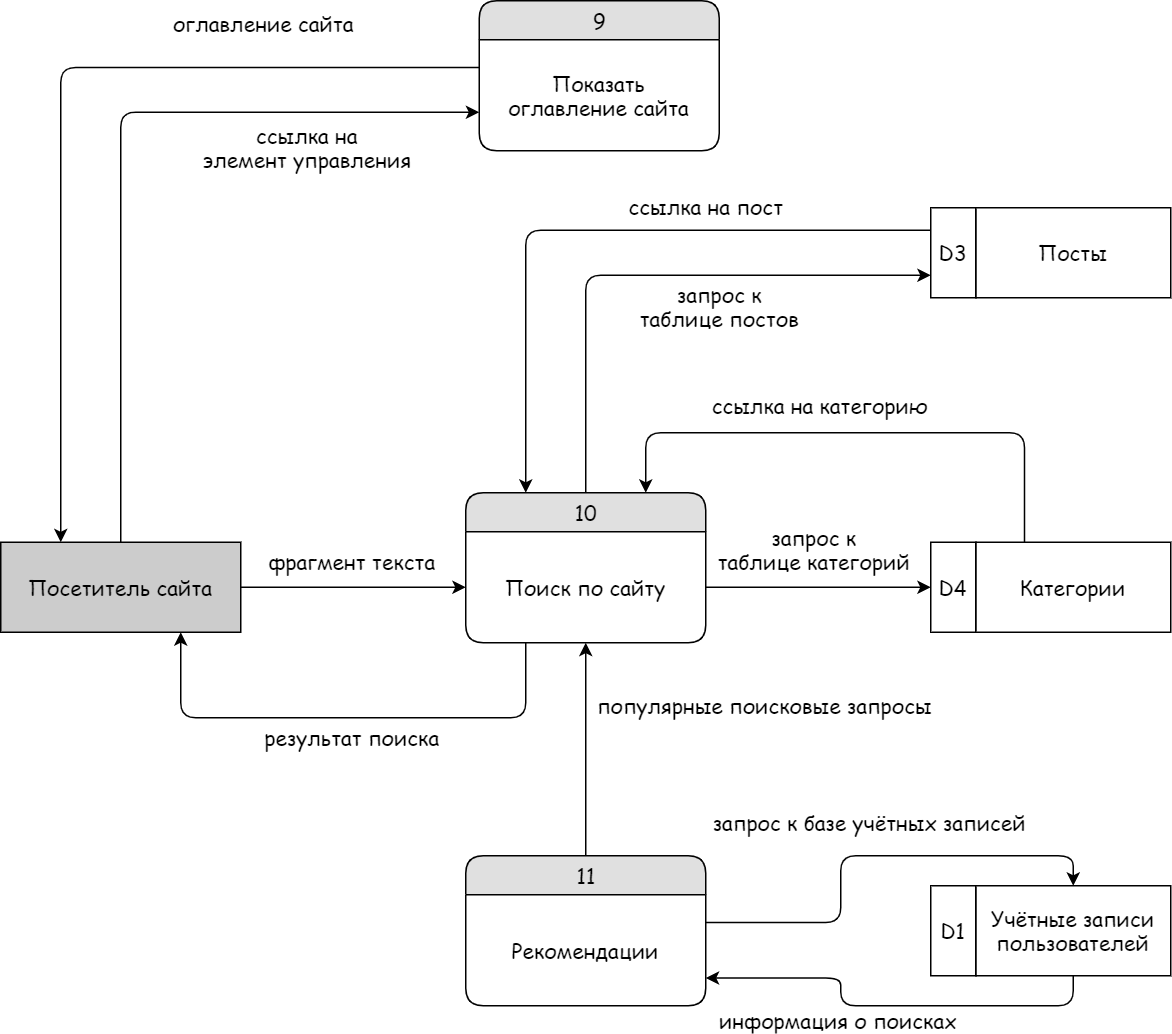 оглавление сайта
9
Показать
оглавление сайта
ссылка на
элемент управления
ссылка на пост
D3
Посты
запрос к
таблице постов
ссылка на категорию
10
Поиск по сайту
запрос к
таблице категорий
D4
Категории
Посетитель сайта
фрагмент текста
результат поиска
популярные поисковые запросы
запрос к базе учётных записей
11
Рекомендации
D1
Учётные записи
пользователей
информация о поисках